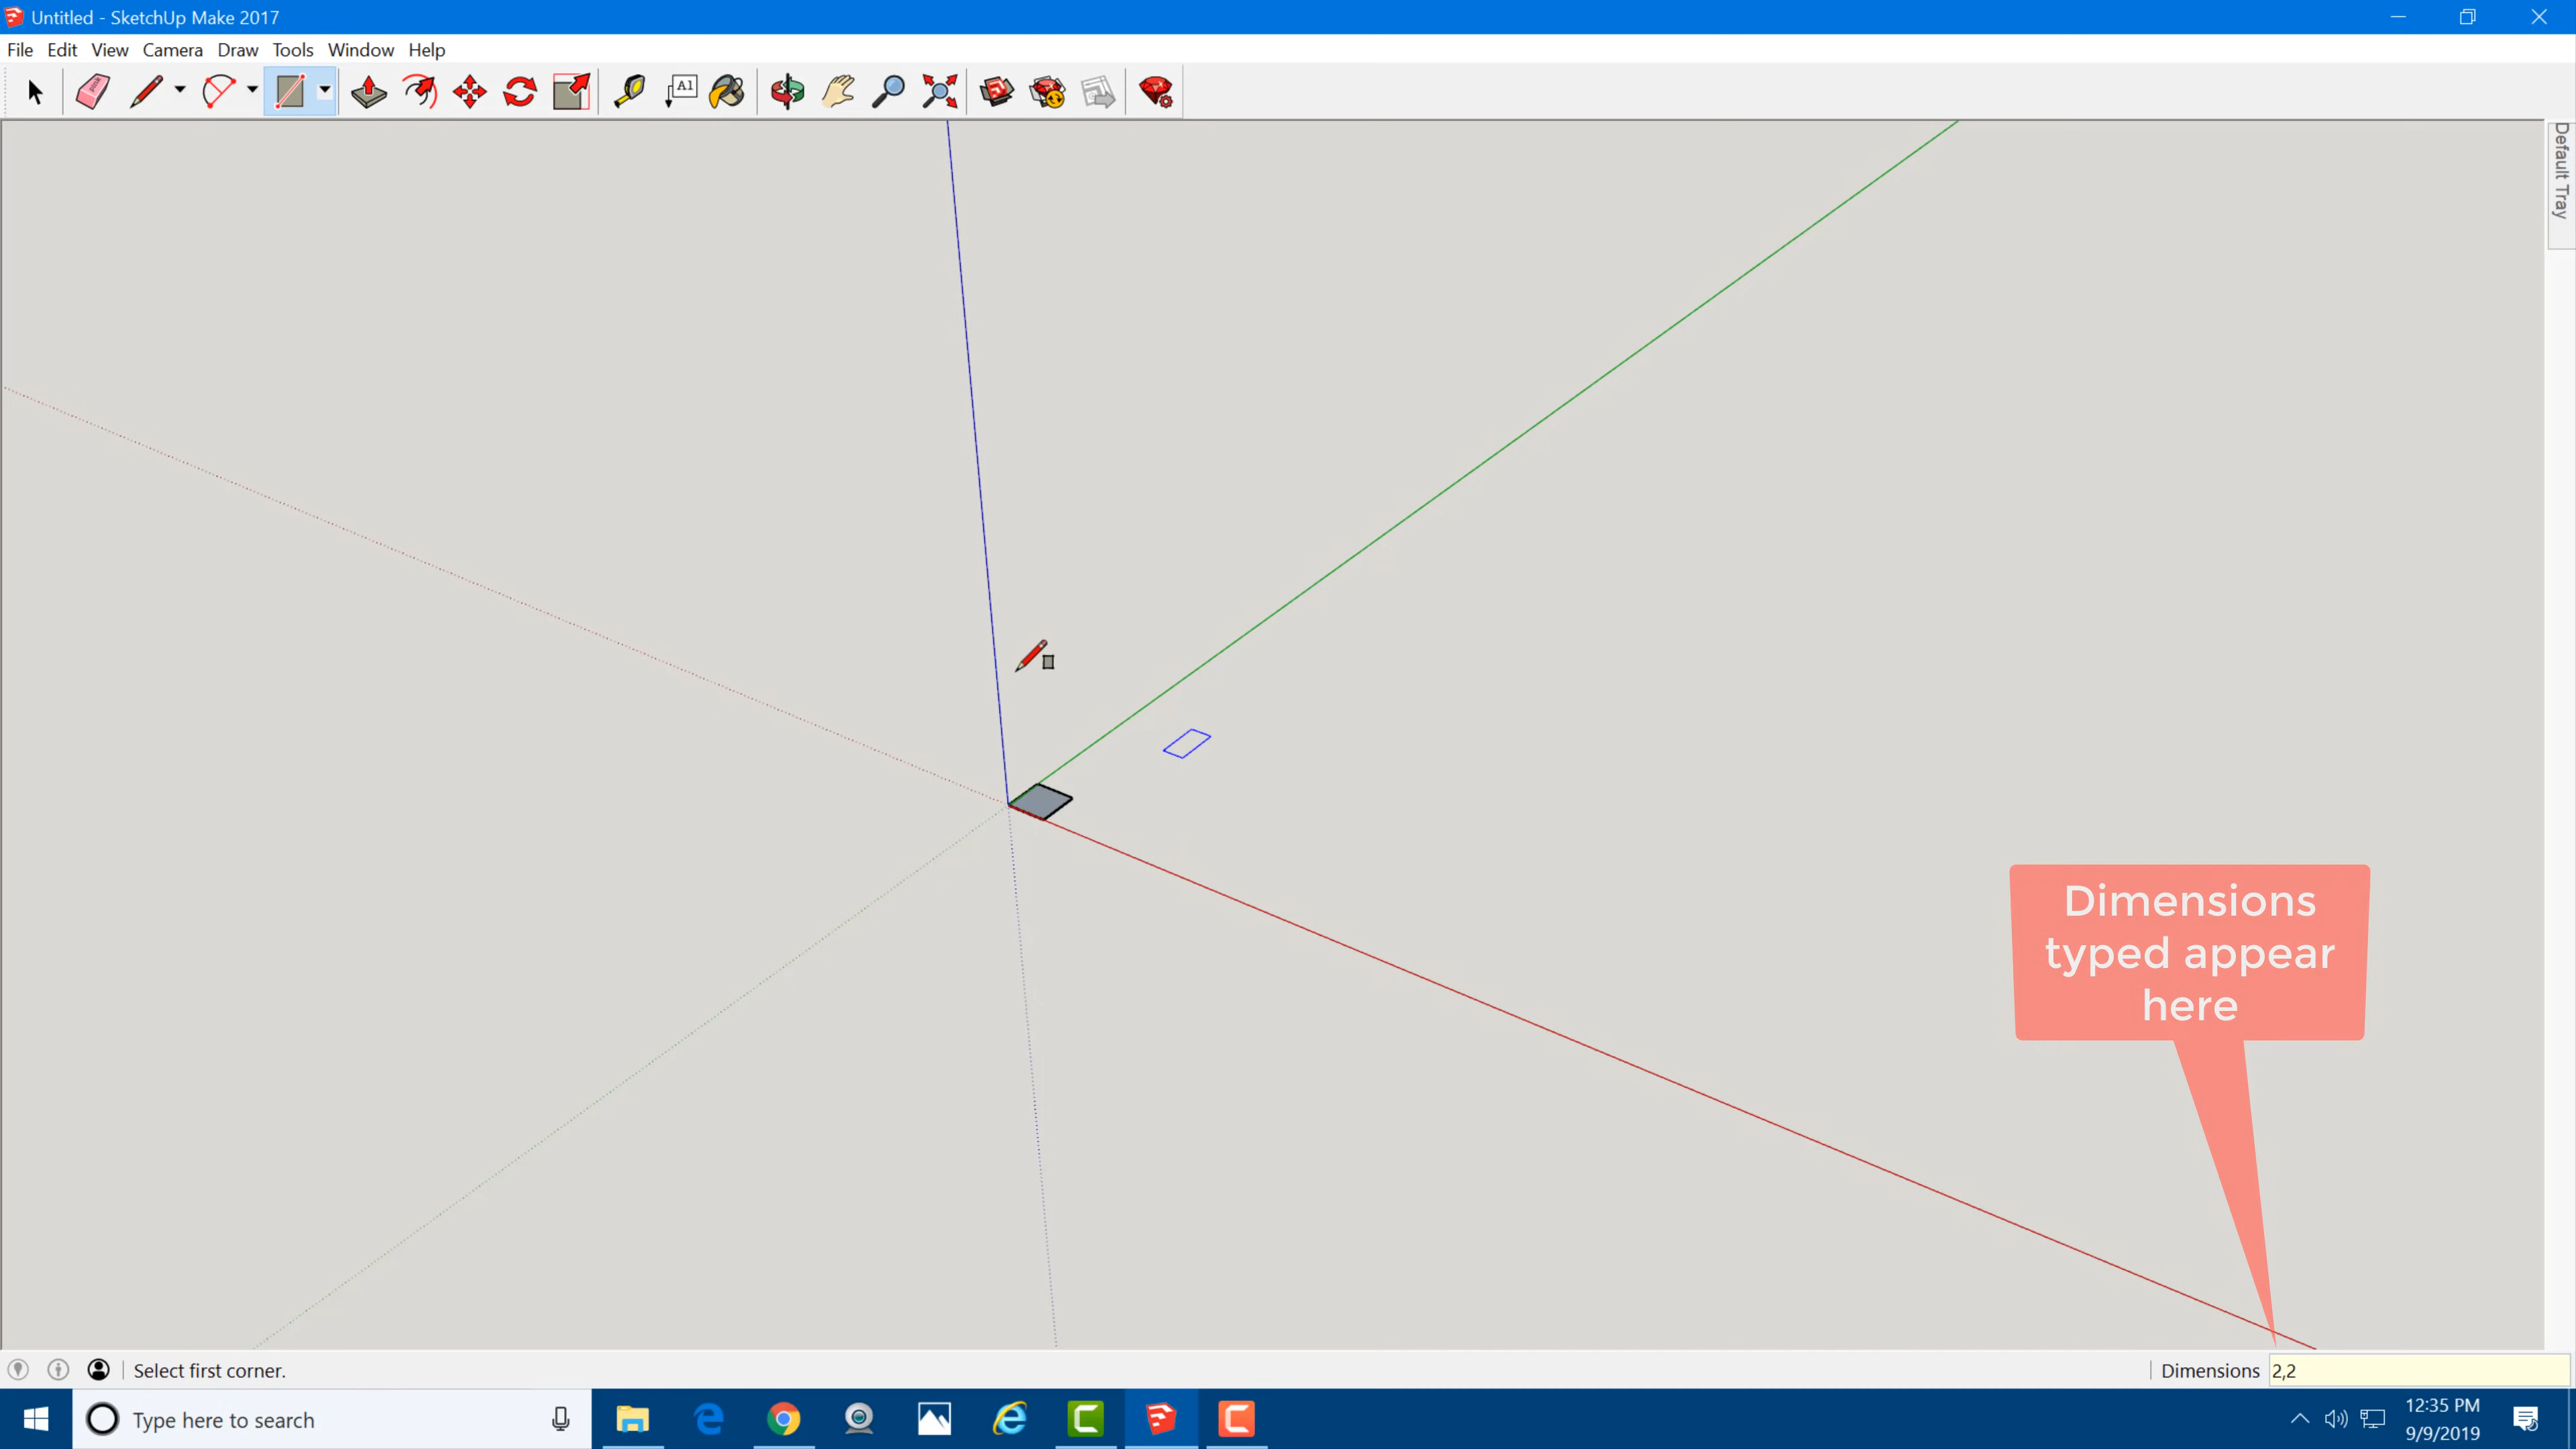 Untitled - SketchUp Make 2017
File Edit View Camera Draw Tools Window Help
A1
Default Tray
Dimensions
typed appear
here
Select first corner.
Dimensions 2,2
Type here to search
12:35 PM
9/9/2019